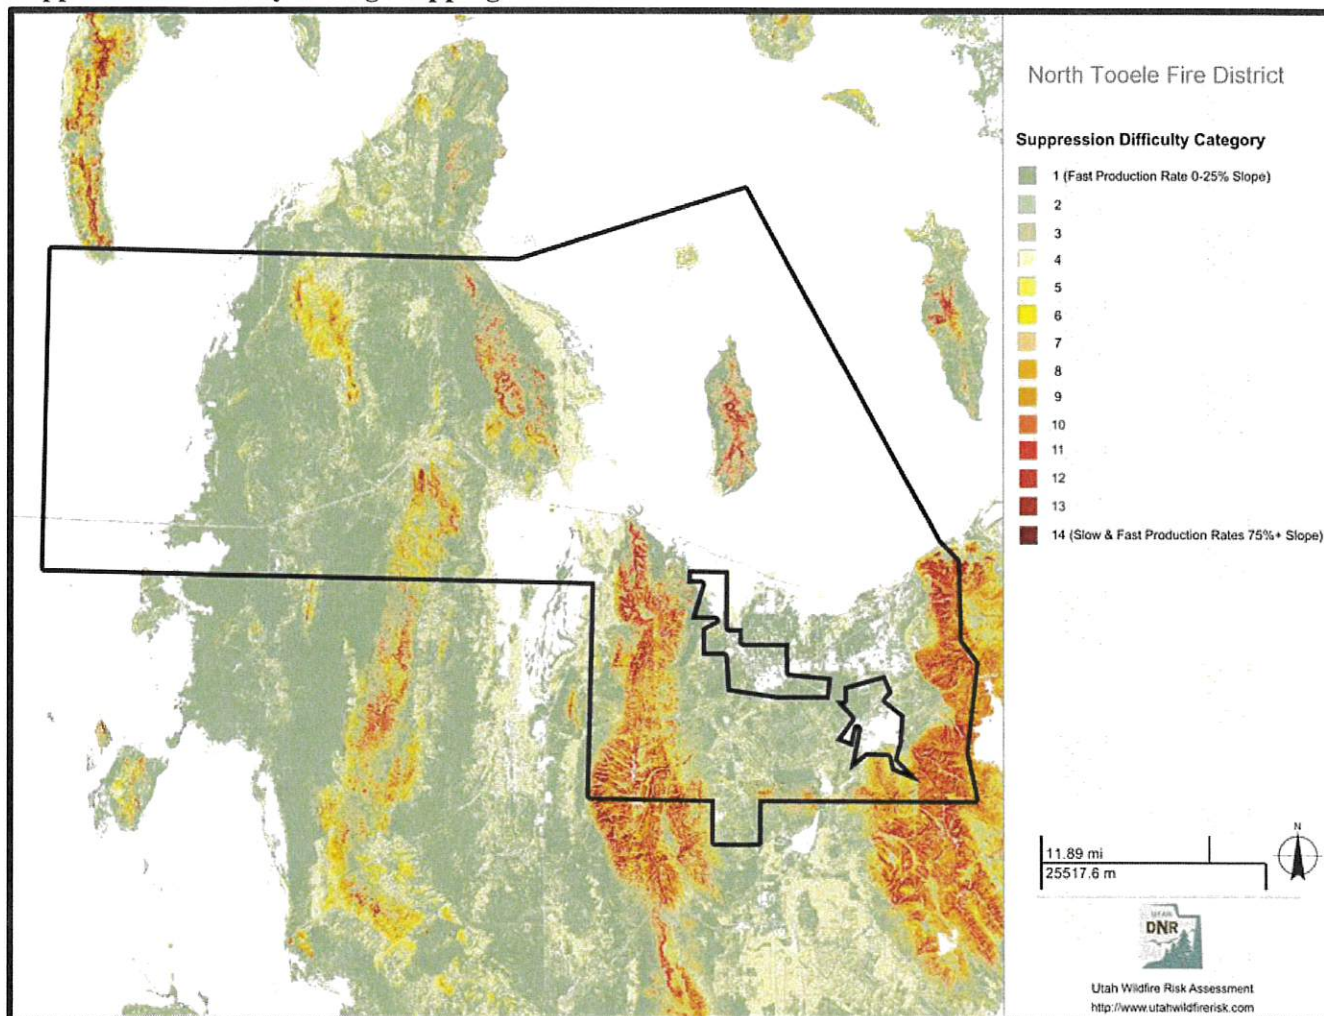 North Tooele Fire District
Suppression Difficulty Category
1 (Fast Production Rate 0-25% Slope)
2
3
4
5
6
7
8
9
10
11
12
13
14 (Slow & Fast Production Rates 75%+ Slope)
N
11.89 mi
25517.6 m
UTAH
DNR
Utah Wildfire Risk Assessment
http://www.utahwildfirerisk.com